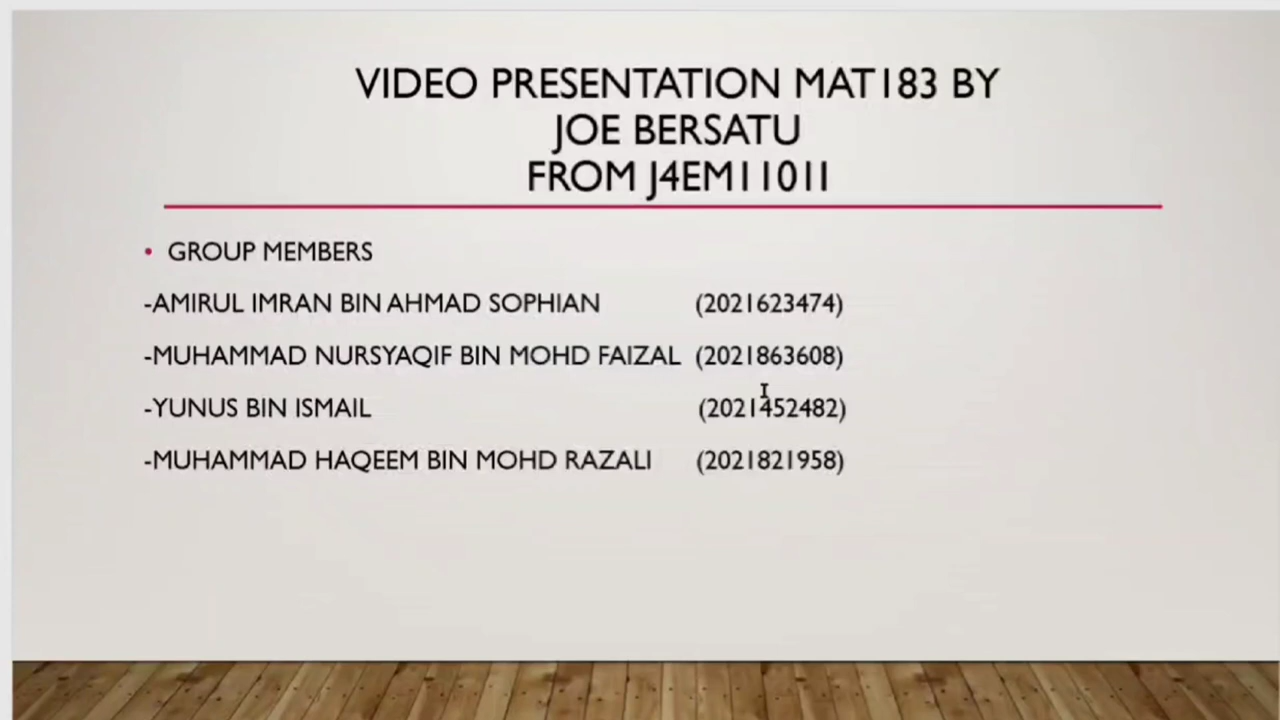 VIDEO PRESENTATION MAT183 BY
JOE BERSATU
FROM J4EM11011
• GROUP MEMBERS
-AMIRUL IMRAN BIN AHMAD SOPHIAN (2021623474)
-MUHAMMAD NURSYAQIF BIN MOHD FAIZAL (2021863608)
-YUNUS BIN ISMAIL (2021452482)
-MUHAMMAD HAQEEM BIN MOHD RAZALI (2021821958)